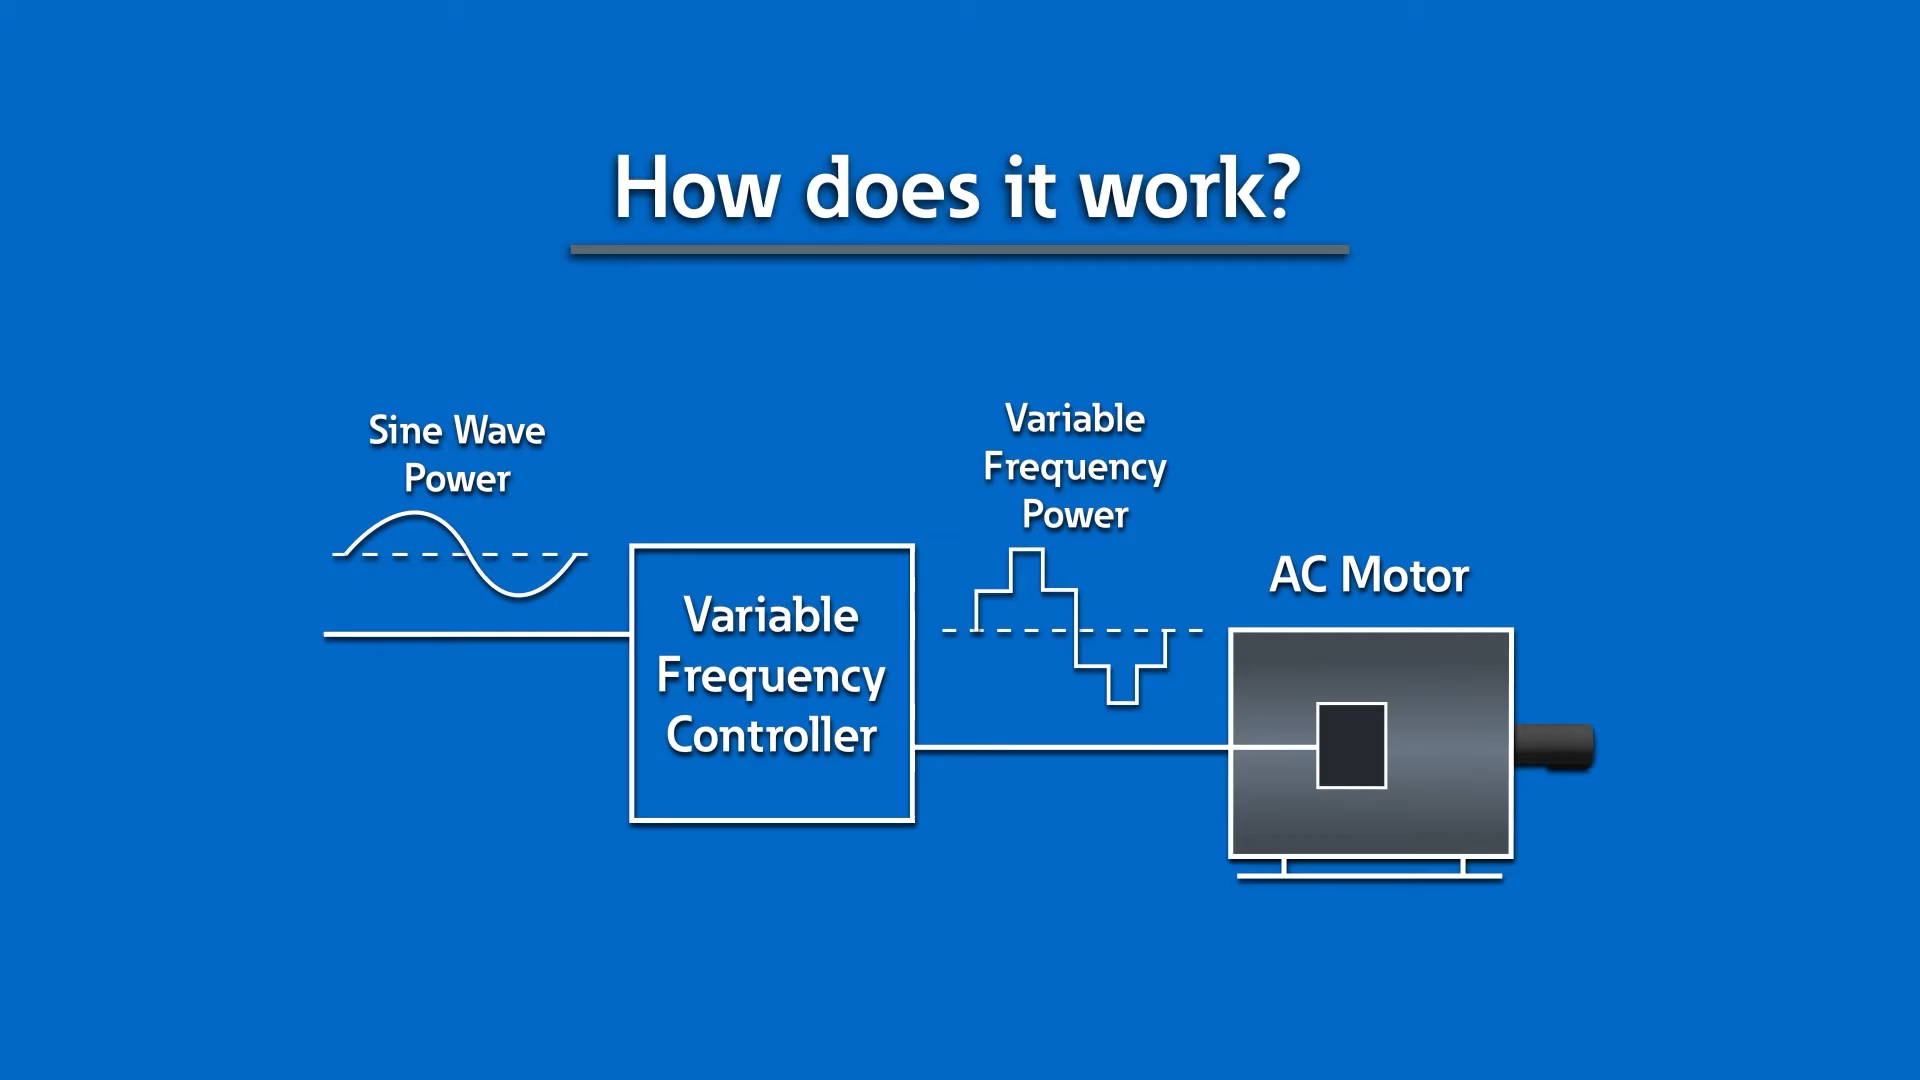 How does it work?
Sine Wave
Power
Variable
Frequency
Power
Variable
Frequency
Controller
AC Motor